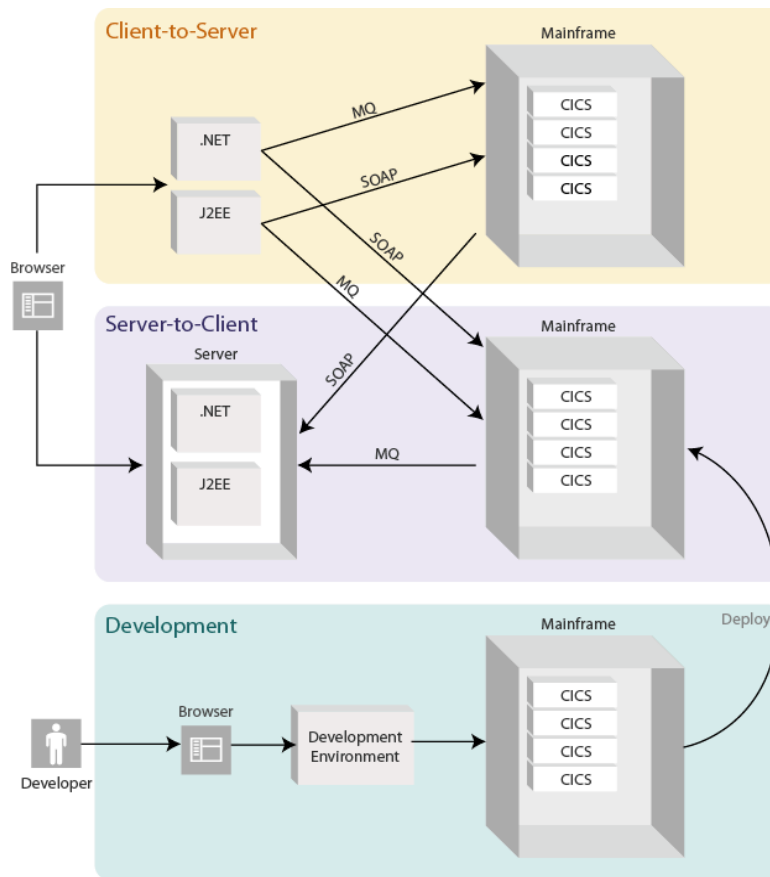 Client-to-Server
Mainframe
CICS
CICS
CICS
CICS
.NET
J2EE
MQ
SOAP
SOAP
MQ
Browser
Server-to-Client
Server
.NET
J2EE
SOAP
MQ
Mainframe
CICS
CICS
CICS
CICS
Development
Mainframe
Deploy
CICS
CICS
CICS
CICS
Browser
Development
Environment
Developer